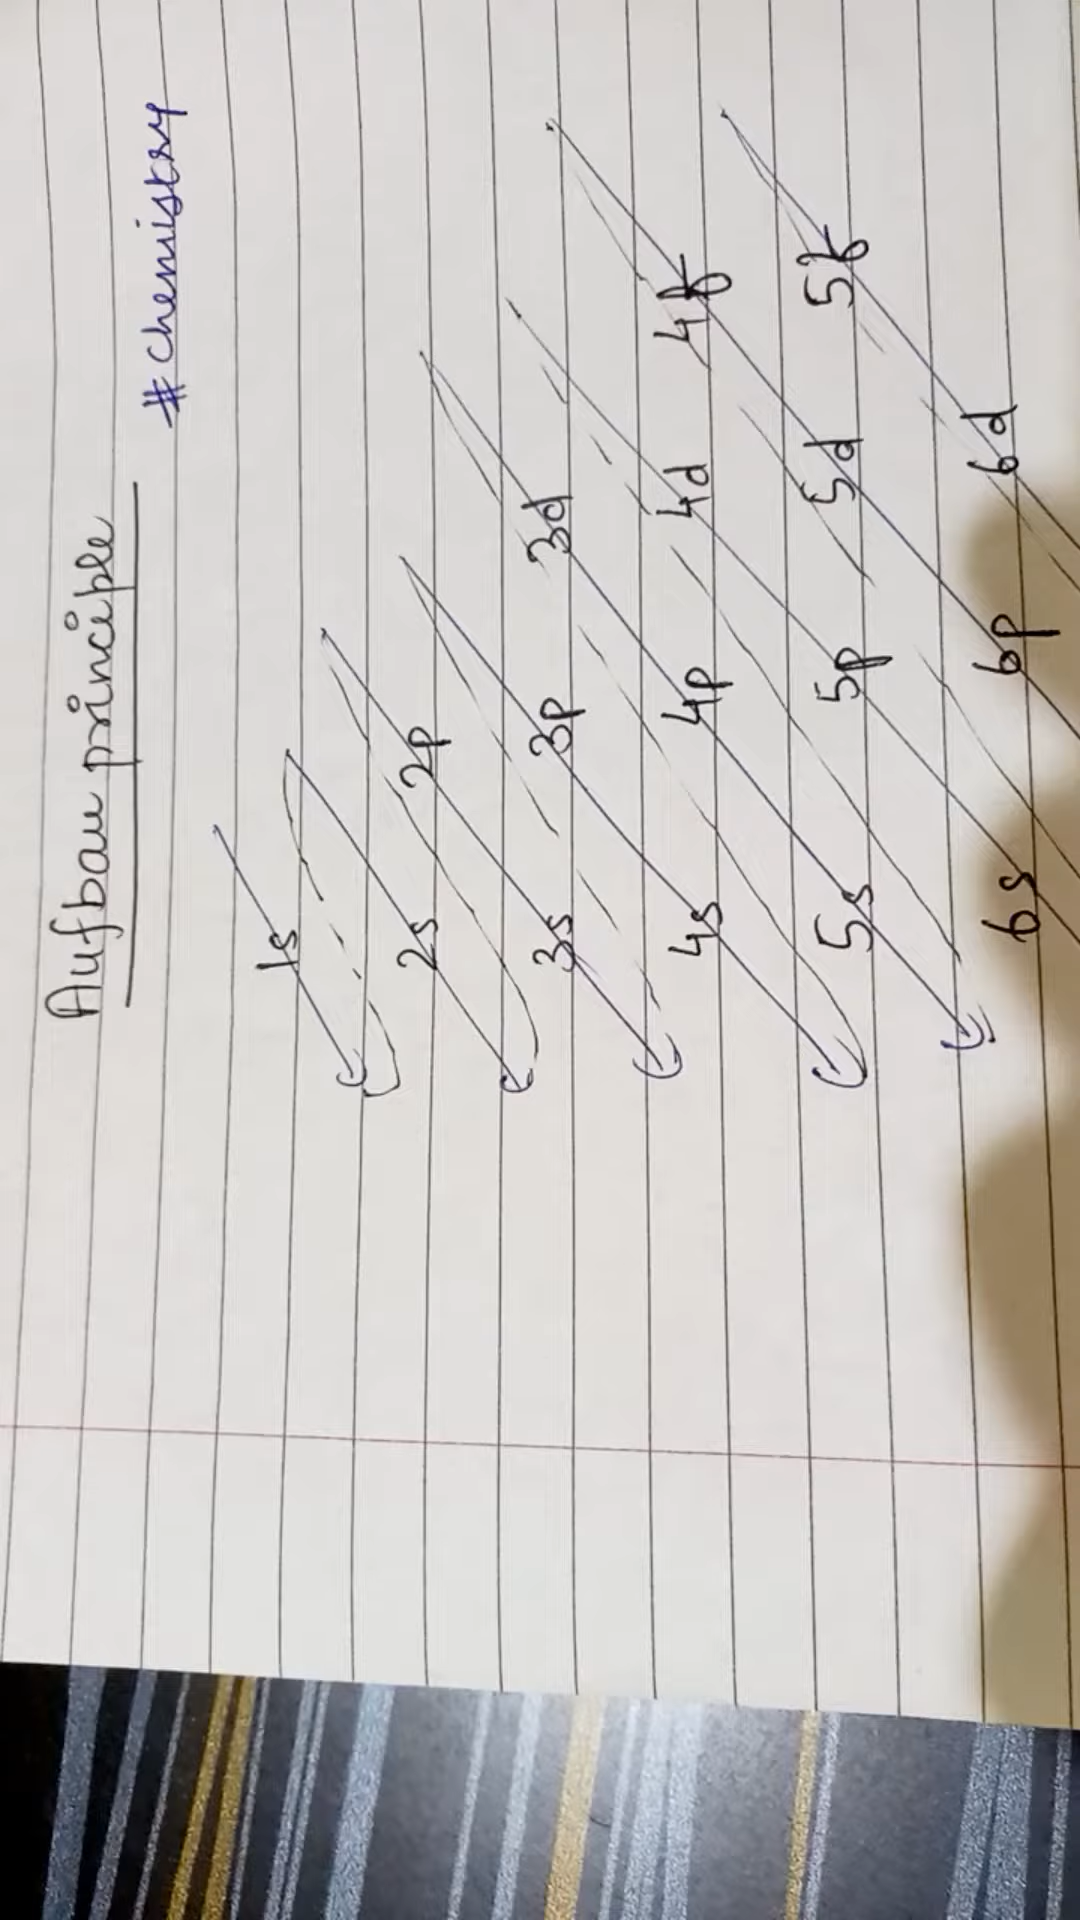 Aufbau principle
# Chemistry
1s
2s 2p
3s 3p 3d
4s 4p 4d 4f
5s 5p 5d 5f
6s 6p 6d